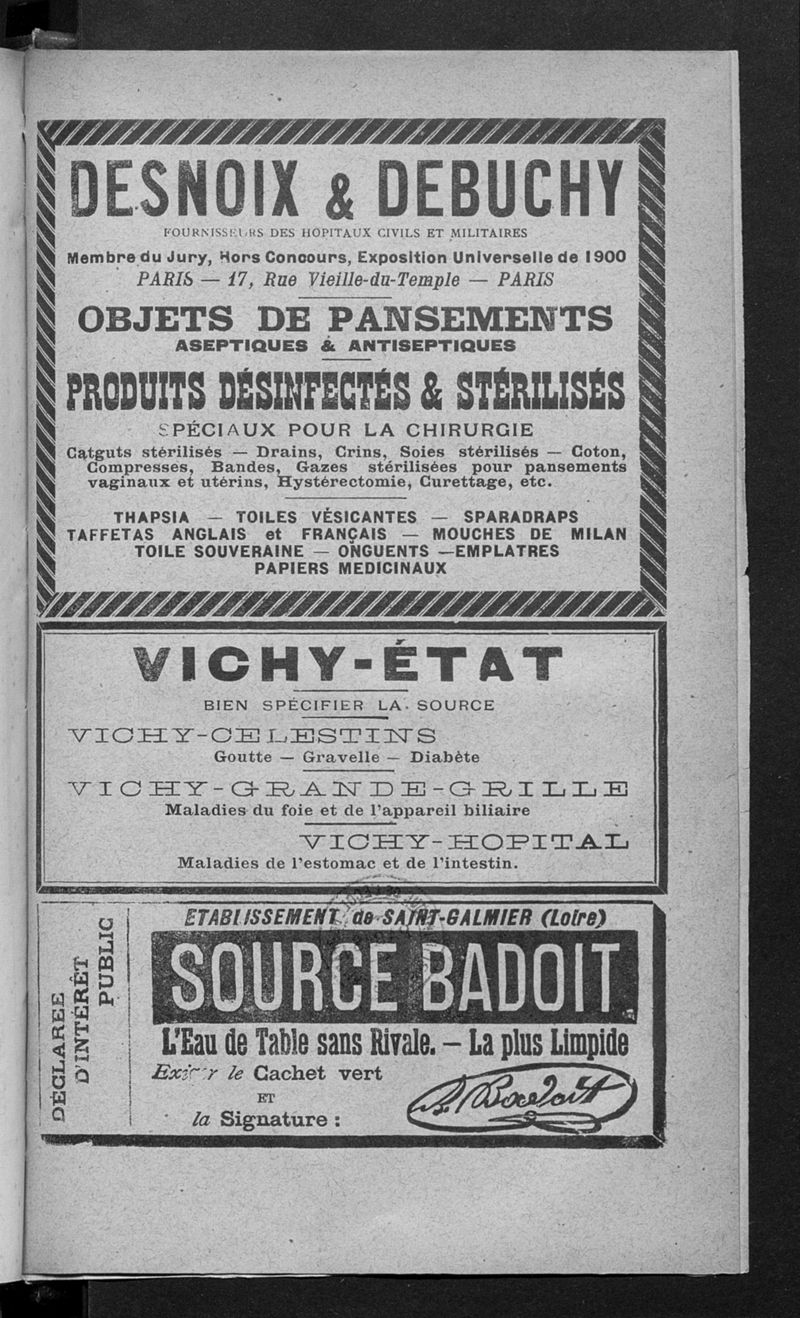 DESNOIX & DEBUCHY
FOURNISSEURS DES HÔPITAUX CIVILS ET MILITAIRES
Membre du Jury, Hors Concours, Exposition Universelle de 1900
PARIS — 17, Rue Vieille-du-Temple — PARIS
OBJETS DE PANSEMENTS
ASEPTIQUES & ANTISEPTIQUES
PRODUITS DÉSINFECTÉS & STÉRILISÉS
SPÉCIAUX POUR LA CHIRURGIE
Catguts stérilisés — Drains, Crins, Soies stérilisés — Coton,
Compresses, Bandes, Gazes stérilisées pour pansements
vaginaux et utérins, Hystérectomie, Curettage, etc.
THAPSIA — TOILES VÉSICANTES — SPARADRAPS
TAFFETAS ANGLAIS et FRANÇAIS — MOUCHES DE MILAN
TOILE SOUVERAINE — ONGUENTS — EMPLATRES
PAPIERS MEDICINAUX
VICHY-ÉTAT
BIEN SPÉCIFIER LA SOURCE
VICHY-CELESTINS
Goutte — Gravelle — Diabète
VICHY-GRANDE-GRILLE
Maladies du foie et de l'appareil biliaire
VICHY-HOPITAL
Maladies de l'estomac et de l'intestin.
DÉCLARÉE
D'INTÉRÊT
PUBLIC
ETABLISSEMENT de SAINT-GALMIER (Loire)
SOURCE BADOIT
L'Eau de Table sans Rivale. — La plus Limpide
Exiger le Cachet vert
ET
la Signature :
Badoit